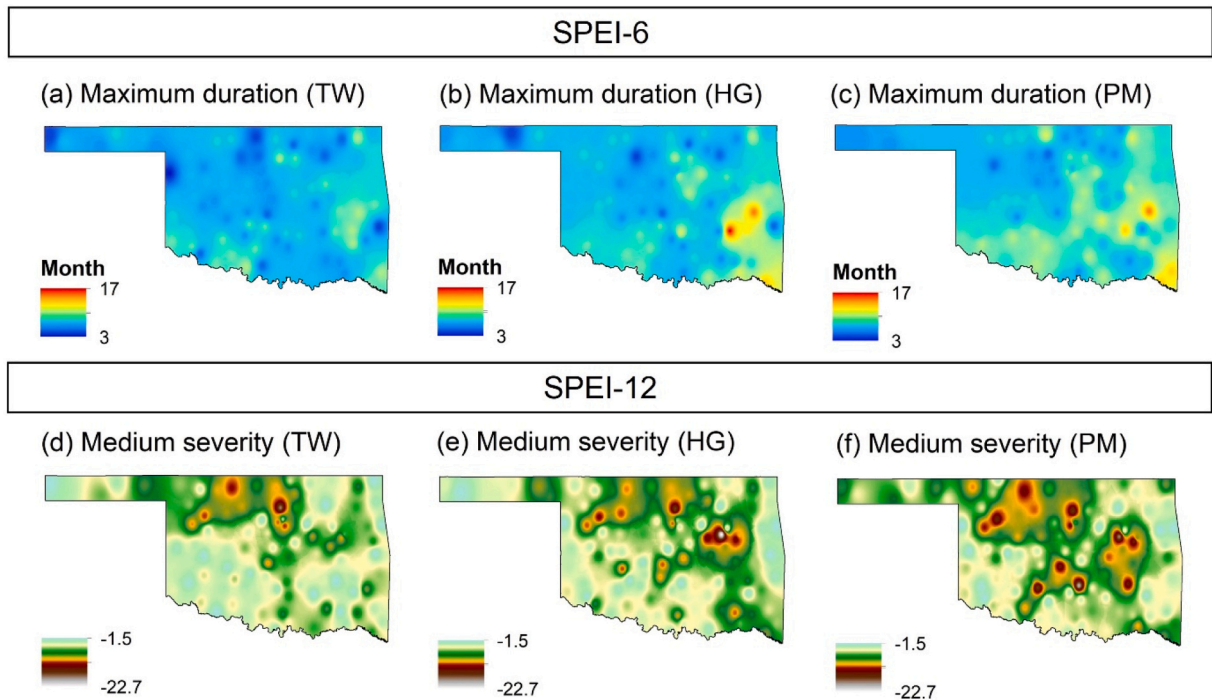 SPEI-6
(a) Maximum duration (TW)
(b) Maximum duration (HG)
(c) Maximum duration (PM)
Month
17
3
Month
17
3
Month
17
3
SPEI-12
(d) Medium severity (TW)
(e) Medium severity (HG)
(f) Medium severity (PM)
-1.5
-22.7
-1.5
-22.7
-1.5
-22.7